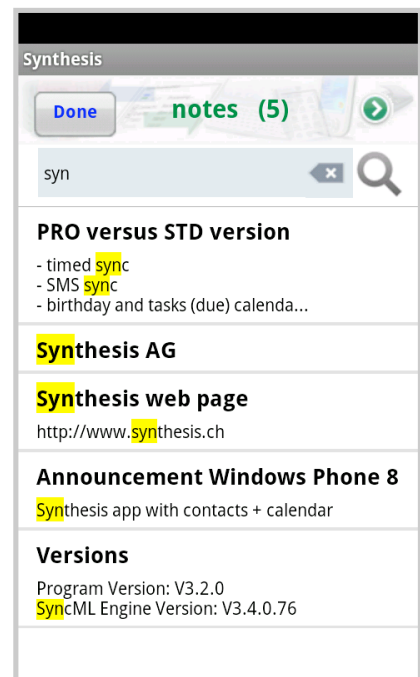 Synthesis
Done
notes (5)
syn
PRO versus STD version
- timed sync
- SMS sync
- birthday and tasks (due) calenda...
Synthesis AG
Synthesis web page
http://www.synthesis.ch
Announcement Windows Phone 8
Synthesis app with contacts + calendar
Versions
Program Version: V3.2.0
SyncML Engine Version: V3.4.0.76